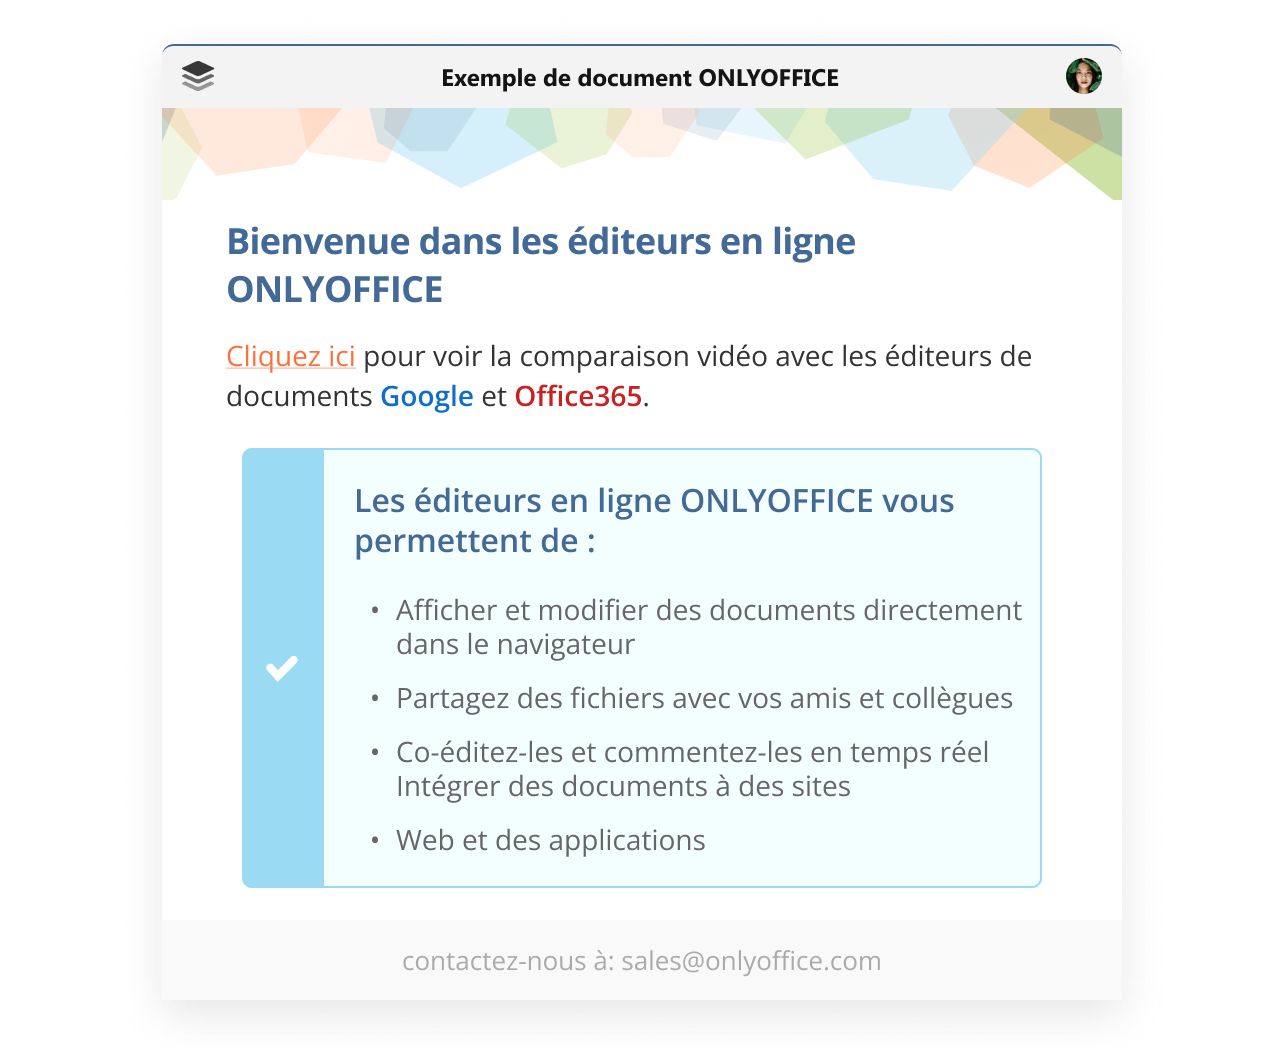 Exemple de document ONLYOFFICE
Bienvenue dans les éditeurs en ligne
ONLYOFFICE
Cliquez ici pour voir la comparaison vidéo avec les éditeurs de
documents Google et Office365.
Les éditeurs en ligne ONLYOFFICE vous
permettent de :
• Afficher et modifier des documents directement
dans le navigateur
• Partagez des fichiers avec vos amis et collègues
• Co-éditez-les et commentez-les en temps réel
Intégrer des documents à des sites
• Web et des applications
contactez-nous à: sales@onlyoffice.com